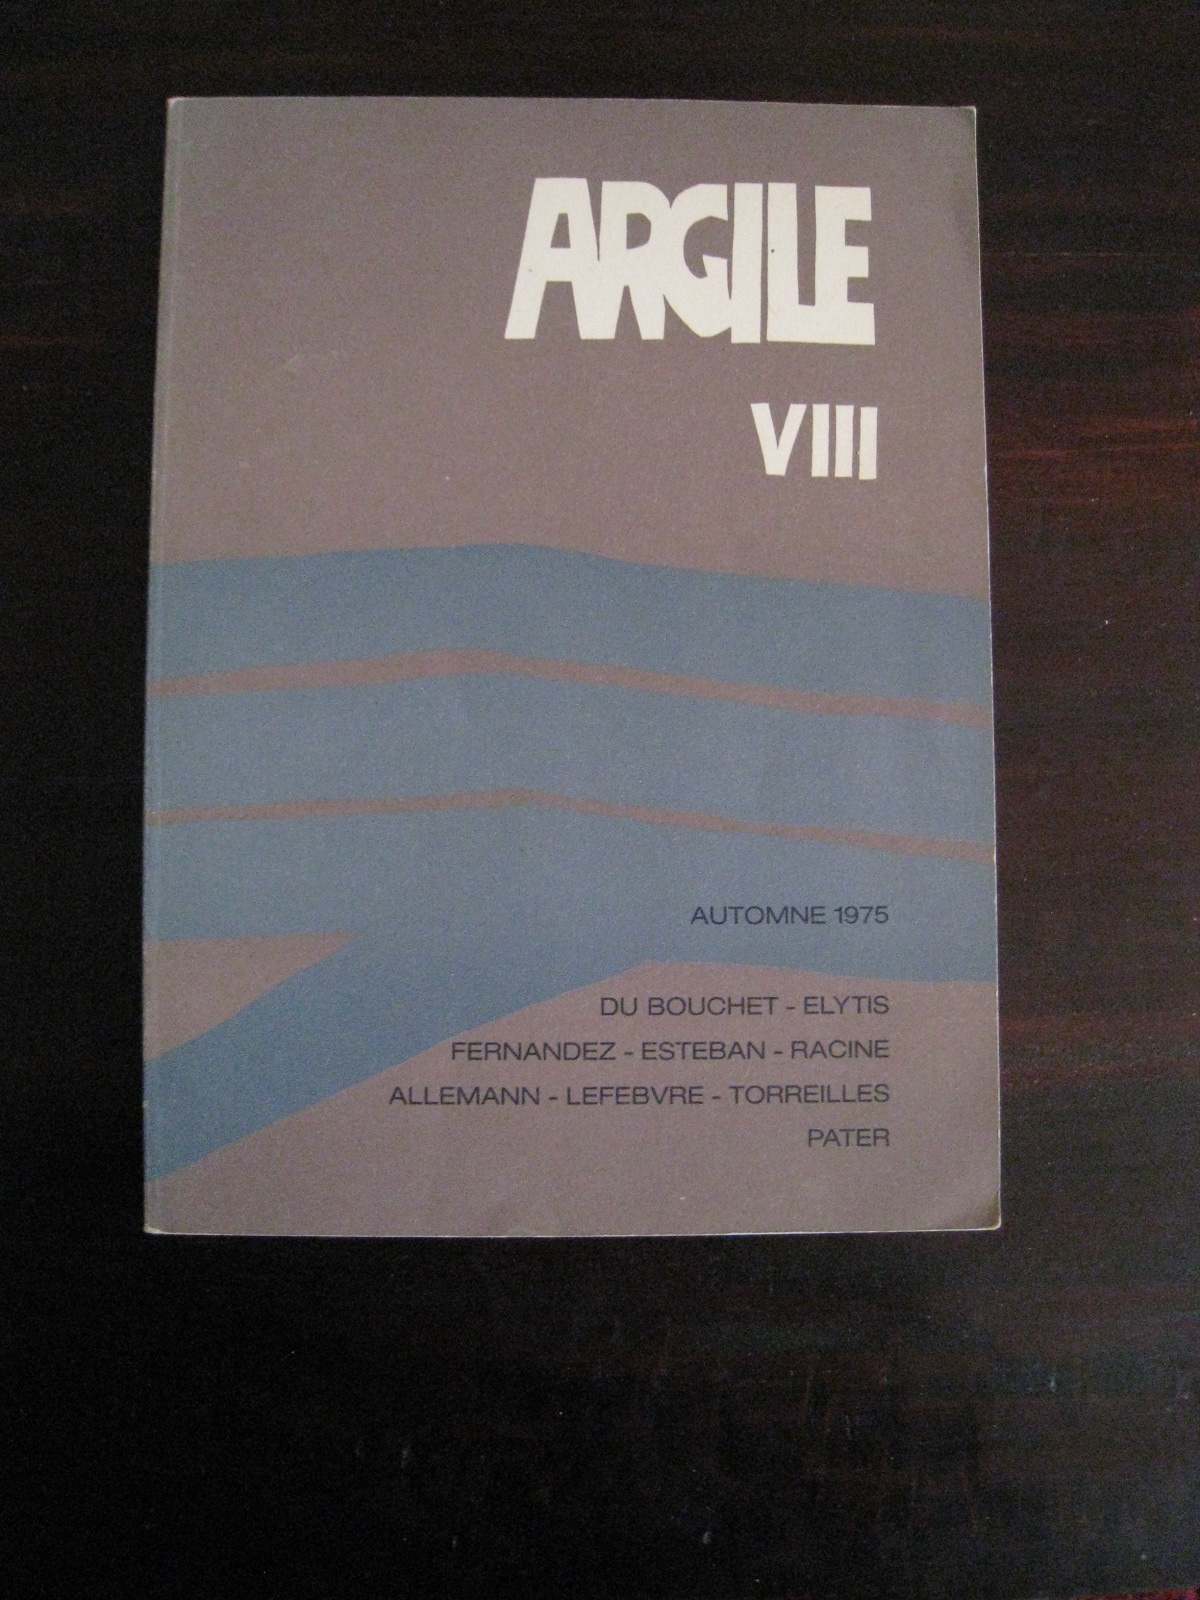 ARGILE
VIII
AUTOMNE 1975
DU BOUCHET - ELYTIS
FERNANDEZ - ESTEBAN - RACINE
ALLEMANN - LEFEBVRE - TORREILLES
PATER